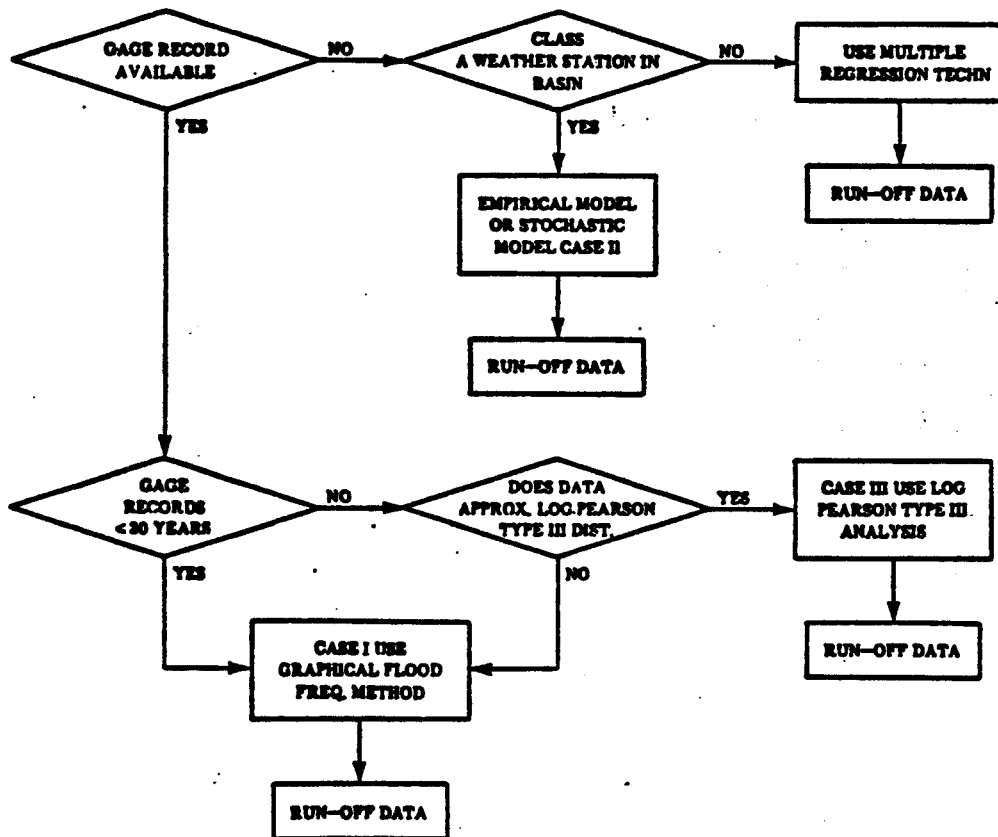 GAGE RECORD
AVAILABLE
NO
CLASS
A WEATHER STATION IN
BASIN
NO
USE MULTIPLE
REGRESSION TECHN
YES
YES
RUN-OFF DATA
EMPIRICAL MODEL
OR STOCHASTIC
MODEL CASE II
RUN-OFF DATA
GAGE
RECORDS
<20 YEARS
NO
DOES DATA
APPROX. LOG.PEARSON
TYPE III DIST.
YES
CASE III USE LOG
PEARSON TYPE III
ANALYSIS
YES
NO
CASE I USE
GRAPHICAL FLOOD
FREQ. METHOD
RUN-OFF DATA
RUN-OFF DATA